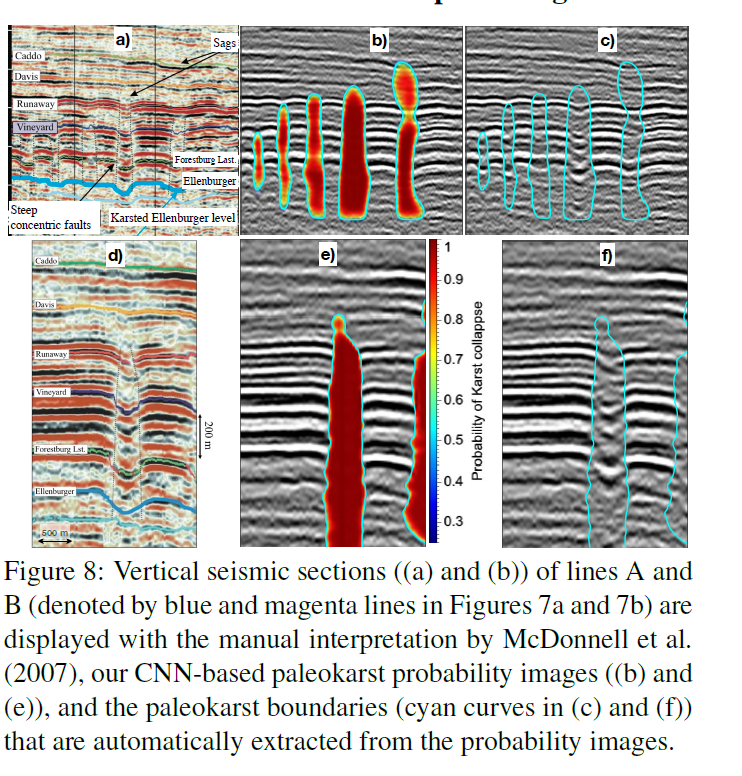 a)
Sags
b)
c)
Caddo
Davis
Runaway
Vineyard
Forestburg Last.
Ellenburger
Steep
concentric faults
Karsted Ellenburger level
d)
e)
f)
Caddo
Davis
Runaway
Vineyard
Forestburg Lst.
Ellenburger
200 m
500 m
1
0.9
0.8
0.7
0.6
0.5
0.4
0.3
Probability of Karst collappse
Figure 8: Vertical seismic sections ((a) and (b)) of lines A and
B (denoted by blue and magenta lines in Figures 7a and 7b) are
displayed with the manual interpretation by McDonnell et al.
(2007), our CNN-based paleokarst probability images ((b) and
(e)), and the paleokarst boundaries (cyan curves in (c) and (f))
that are automatically extracted from the probability images.